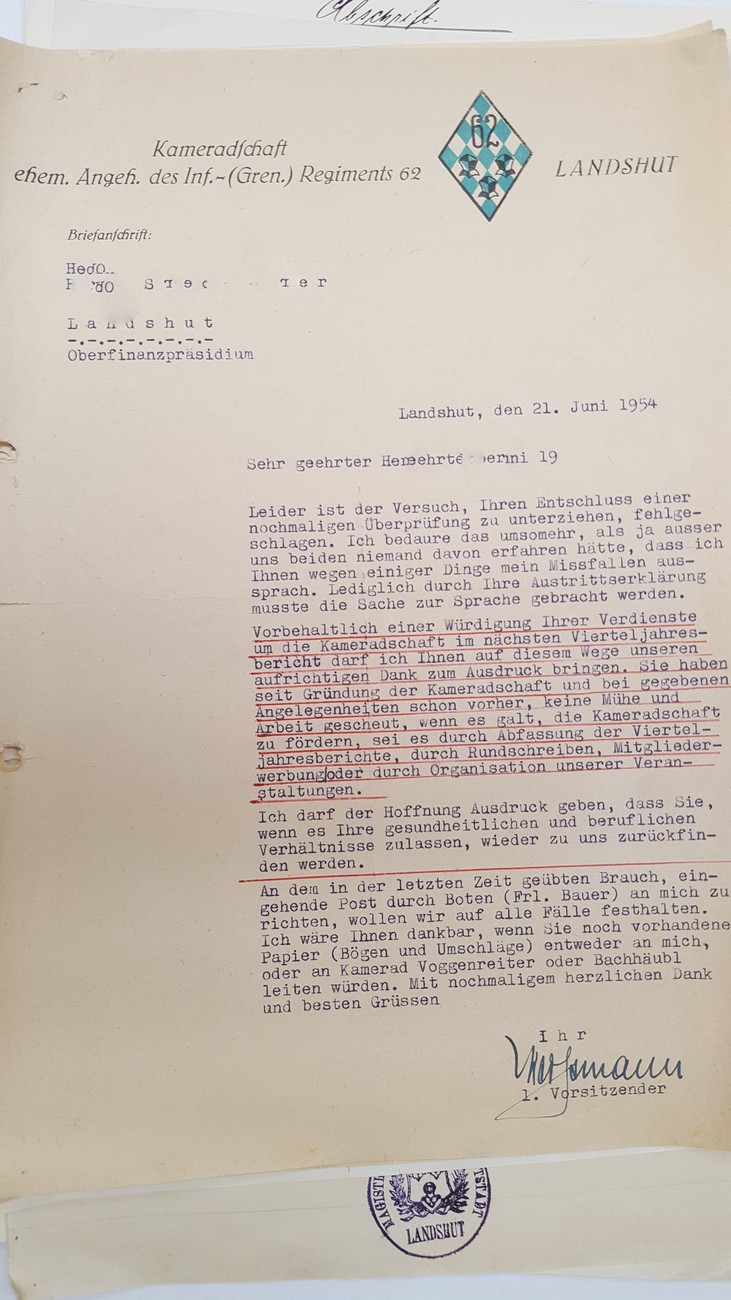 Abschrift.
Kameradschaft
ehem. Angeh. des Inf.-(Gren.) Regiments 62
62
LANDSHUT
Briefanschrift:
Landshut
-.-.-.-.-.-.-.-
Oberfinanzpräsidium
Landshut, den 21. Juni 1954
Sehr geehrter
Leider ist der Versuch, Ihren Entschluss einer
nochmaligen Überprüfung zu unterziehen, fehlge-
schlagen. Ich bedaure das umsomehr, als ja ausser
uns beiden niemand davon erfahren hätte, dass ich
Ihnen wegen einiger Dinge mein Missfallen aus-
sprach. Lediglich durch Ihre Austrittserklärung
musste die Sache zur Sprache gebracht werden.
Vorbehaltlich einer Würdigung Ihrer Verdienste
um die Kameradschaft im nächsten Vierteljahres-
bericht darf ich Ihnen auf diesem Wege unseren
aufrichtigen Dank zum Ausdruck bringen. Sie haben
seit Gründung der Kameradschaft und bei gegebenen
Angelegenheiten schon vorher, keine Mühe und
Arbeit gescheut, wenn es galt, die Kameradschaft
zu fördern, sei es durch Abfassung der Viertel-
jahresberichte, durch Rundschreiben, Mitglieder-
werbung oder durch Organisation unserer Veran-
staltungen.
Ich darf der Hoffnung Ausdruck geben, dass Sie,
wenn es Ihre gesundheitlichen und beruflichen
Verhältnisse zulassen, wieder zu uns zurückfin-
den werden.
An dem in der letzten Zeit geübten Brauch, ein-
gehende Post durch Boten (Frl. Bauer) an mich zu
richten, wollen wir auf alle Fälle festhalten.
Ich wäre Ihnen dankbar, wenn Sie noch vorhandene
Papier (Bögen und Umschläge) entweder an mich,
oder an Kamerad Voggenreiter oder Bachhäubl
leiten würden. Mit nochmaligem herzlichen Dank
und besten Grüssen
Ihr
1. Vorsitzender
LANDSHUT